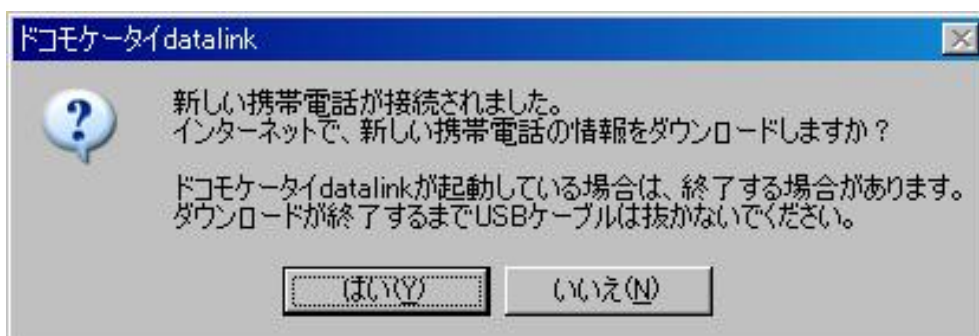 ドコモケータイdatalink
新しい携帯電話が接続されました。
インターネットで、新しい携帯電話の情報をダウンロードしますか？
ドコモケータイdatalinkが起動している場合は、終了する場合があります。
ダウンロードが終了するまでUSBケーブルは抜かないでください。
はい(Y) いいえ(N)